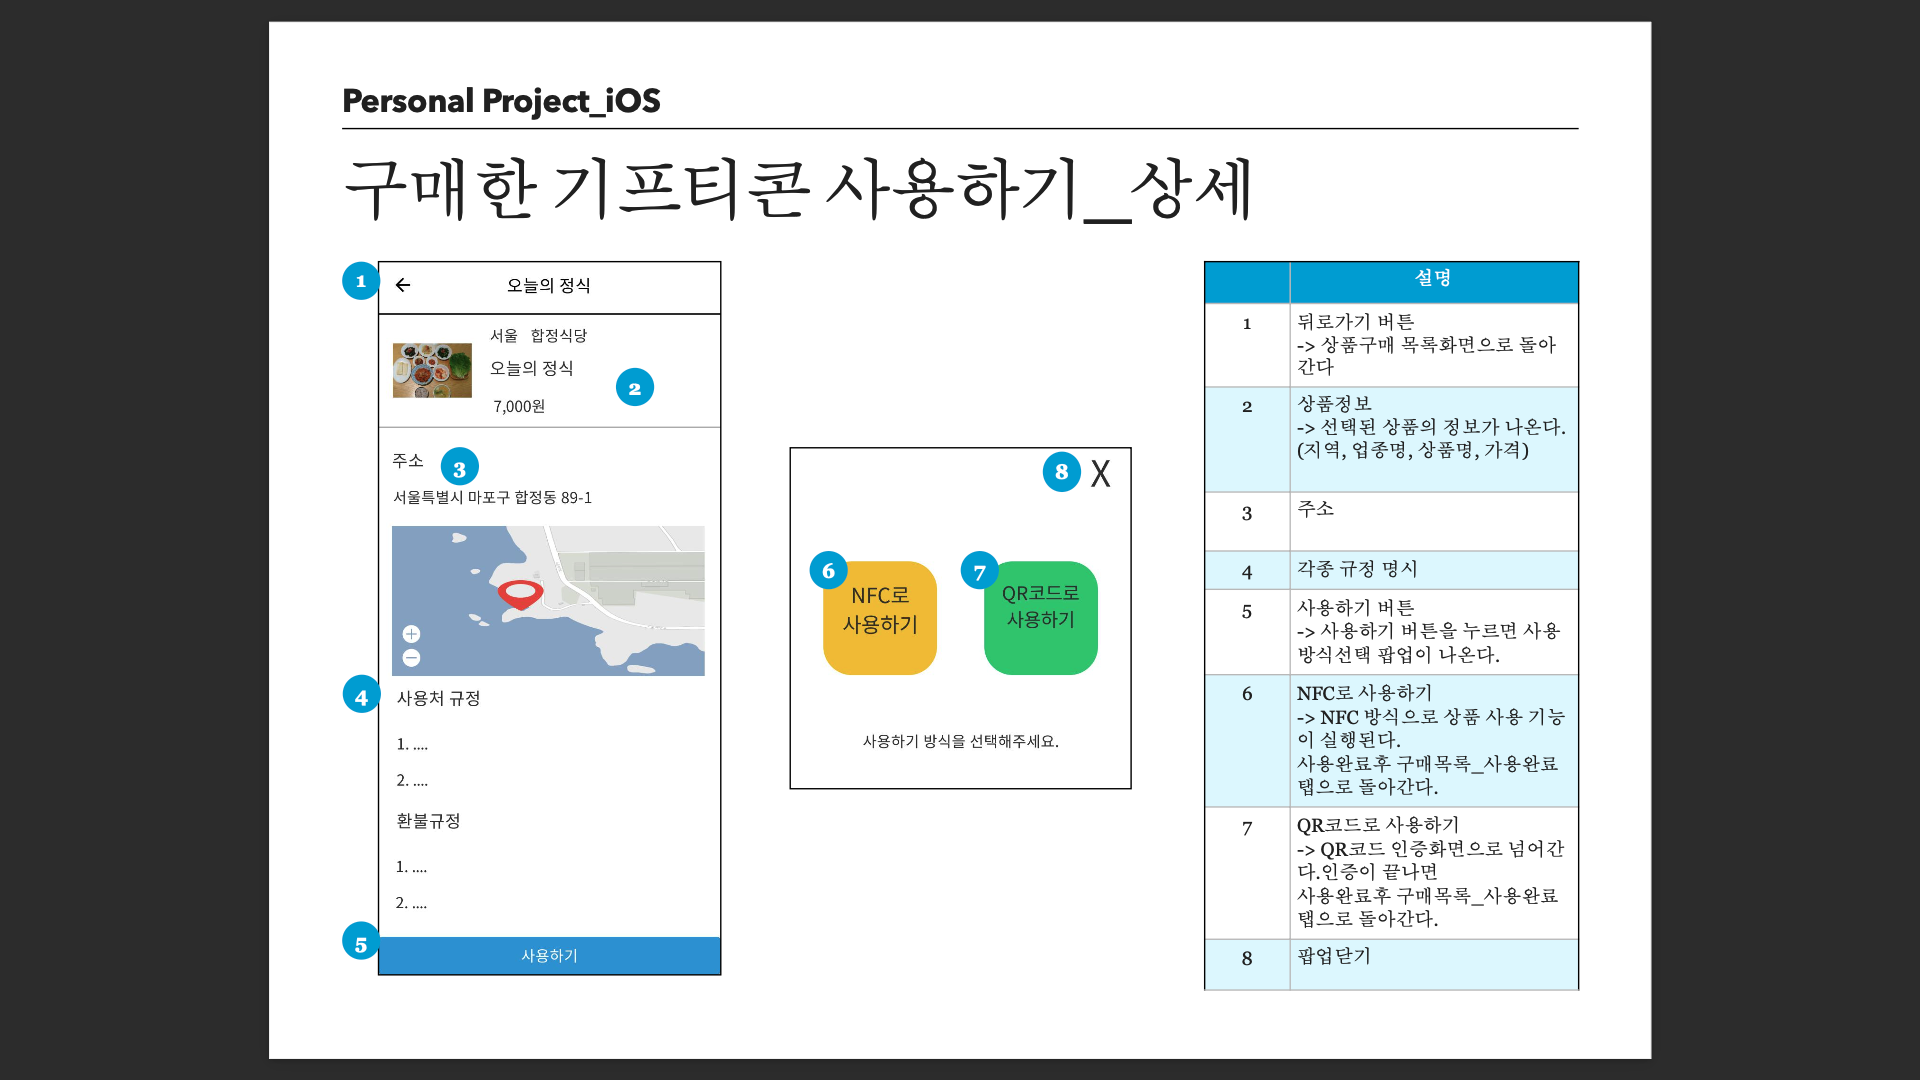 Personal Project_iOS
구매한 기프티콘 사용하기_상세
1
오늘의 정식
서울 합정식당
오늘의 정식
2
7,000원
주소
3
서울특별시 마포구 합정동 89-1
4
사용처 규정
1. ....
2. ....
환불규정
1. ....
2. ....
5
사용하기
8
X
6
NFC로
사용하기
7
QR코드로
사용하기
사용하기 방식을 선택해주세요.
설명
1
뒤로가기 버튼
-> 상품구매 목록화면으로 돌아
간다
2
상품정보
-> 선택된 상품의 정보가 나온다.
(지역, 업종명, 상품명, 가격)
3
주소
4
각종 규정 명시
5
사용하기 버튼
-> 사용하기 버튼을 누르면 사용
방식선택 팝업이 나온다.
6
NFC로 사용하기
-> NFC 방식으로 상품 사용 기능
이 실행된다.
사용완료후 구매목록_사용완료
탭으로 돌아간다.
7
QR코드로 사용하기
-> QR코드 인증화면으로 넘어간
다.인증이 끝나면
사용완료후 구매목록_사용완료
탭으로 돌아간다.
8
팝업닫기